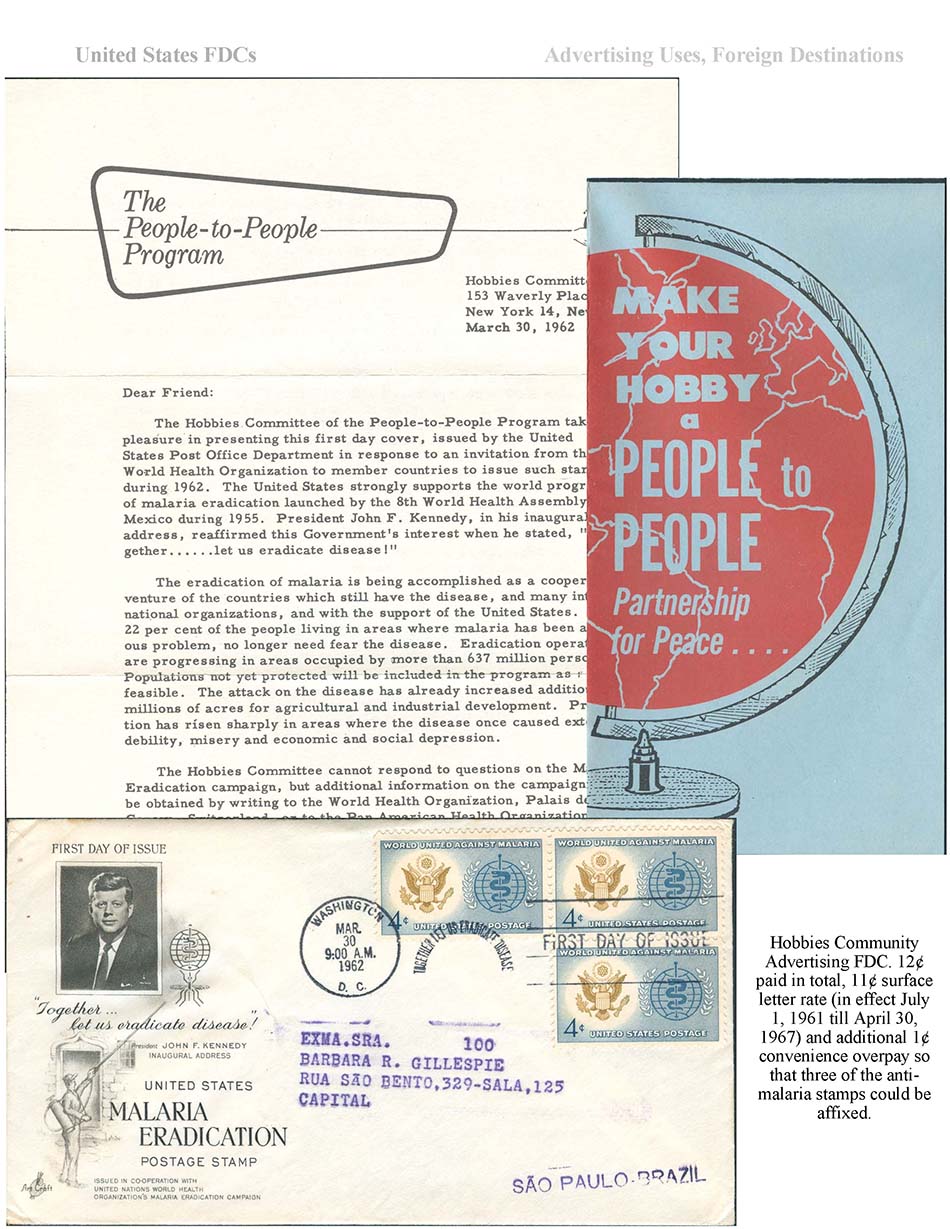 United States FDCs
Advertising Uses, Foreign Destinations
The
People-to-People
Program
Hobbies Committ
153 Waverly Plac
New York 14, Ne
March 30, 1962
Dear Friend:
The Hobbies Committee of the People-to-People Program tak
pleasure in presenting this first day cover, issued by the United
States Post Office Department in response to an invitation from th
World Health Organization to member countries to issue such star
during 1962. The United States strongly supports the world progr
of malaria eradication launched by the 8th World Health Assembly
Mexico during 1955. President John F. Kennedy, in his inaugural
address, reaffirmed this Government's interest when he stated, "
gether......let us eradicate disease!"
The eradication of malaria is being accomplished as a cooper
venture of the countries which still have the disease, and many int
national organizations, and with the support of the United States.
22 per cent of the people living in areas where malaria has been a
ous problem, no longer need fear the disease. Eradication operat
are progressing in areas occupied by more than 637 million perso
Populations not yet protected will be included in the program as
feasible. The attack on the disease has already increased additio
millions of acres for agricultural and industrial development. Pr
tion has risen sharply in areas where the disease once caused ext
debility, misery and economic and social depression.
The Hobbies Committee cannot respond to questions on the M
Eradication campaign, but additional information on the campaign
be obtained by writing to the World Health Organization, Palais de
Geneva, Switzerland, or to the Pan American Health Organization
MAKE
YOUR
HOBBY
a
PEOPLE to
PEOPLE
Partnership
for Peace . . . .
FIRST DAY OF ISSUE
"Together ...
let us eradicate disease!"
President JOHN F. KENNEDY
INAUGURAL ADDRESS
UNITED STATES
MALARIA
ERADICATION
POSTAGE STAMP
ISSUED IN CO-OPERATION WITH
UNITED NATIONS WORLD HEALTH
ORGANIZATION'S MALARIA ERADICATION CAMPAIGN
Art Craft
WASHINGTON
MAR.
30
9:00 A.M.
1962
D. C.
TOGETHER LET US ERADICATE DISEASE
FIRST DAY OF ISSUE
WORLD UNITED AGAINST MALARIA
4¢
UNITED STATES POSTAGE
WORLD UNITED AGAINST MALARIA
4¢
UNITED STATES POSTAGE
WORLD UNITED AGAINST MALARIA
4¢
UNITED STATES POSTAGE
EXMA.SRA. 100
BARBARA R. GILLESPIE
RUA SÃO BENTO,329-SALA,125
CAPITAL
SÃO PAULO-BRAZIL
Hobbies Community
Advertising FDC. 12¢
paid in total, 11¢ surface
letter rate (in effect July
1, 1961 till April 30,
1967) and additional 1¢
convenience overpay so
that three of the anti-
malaria stamps could be
affixed.